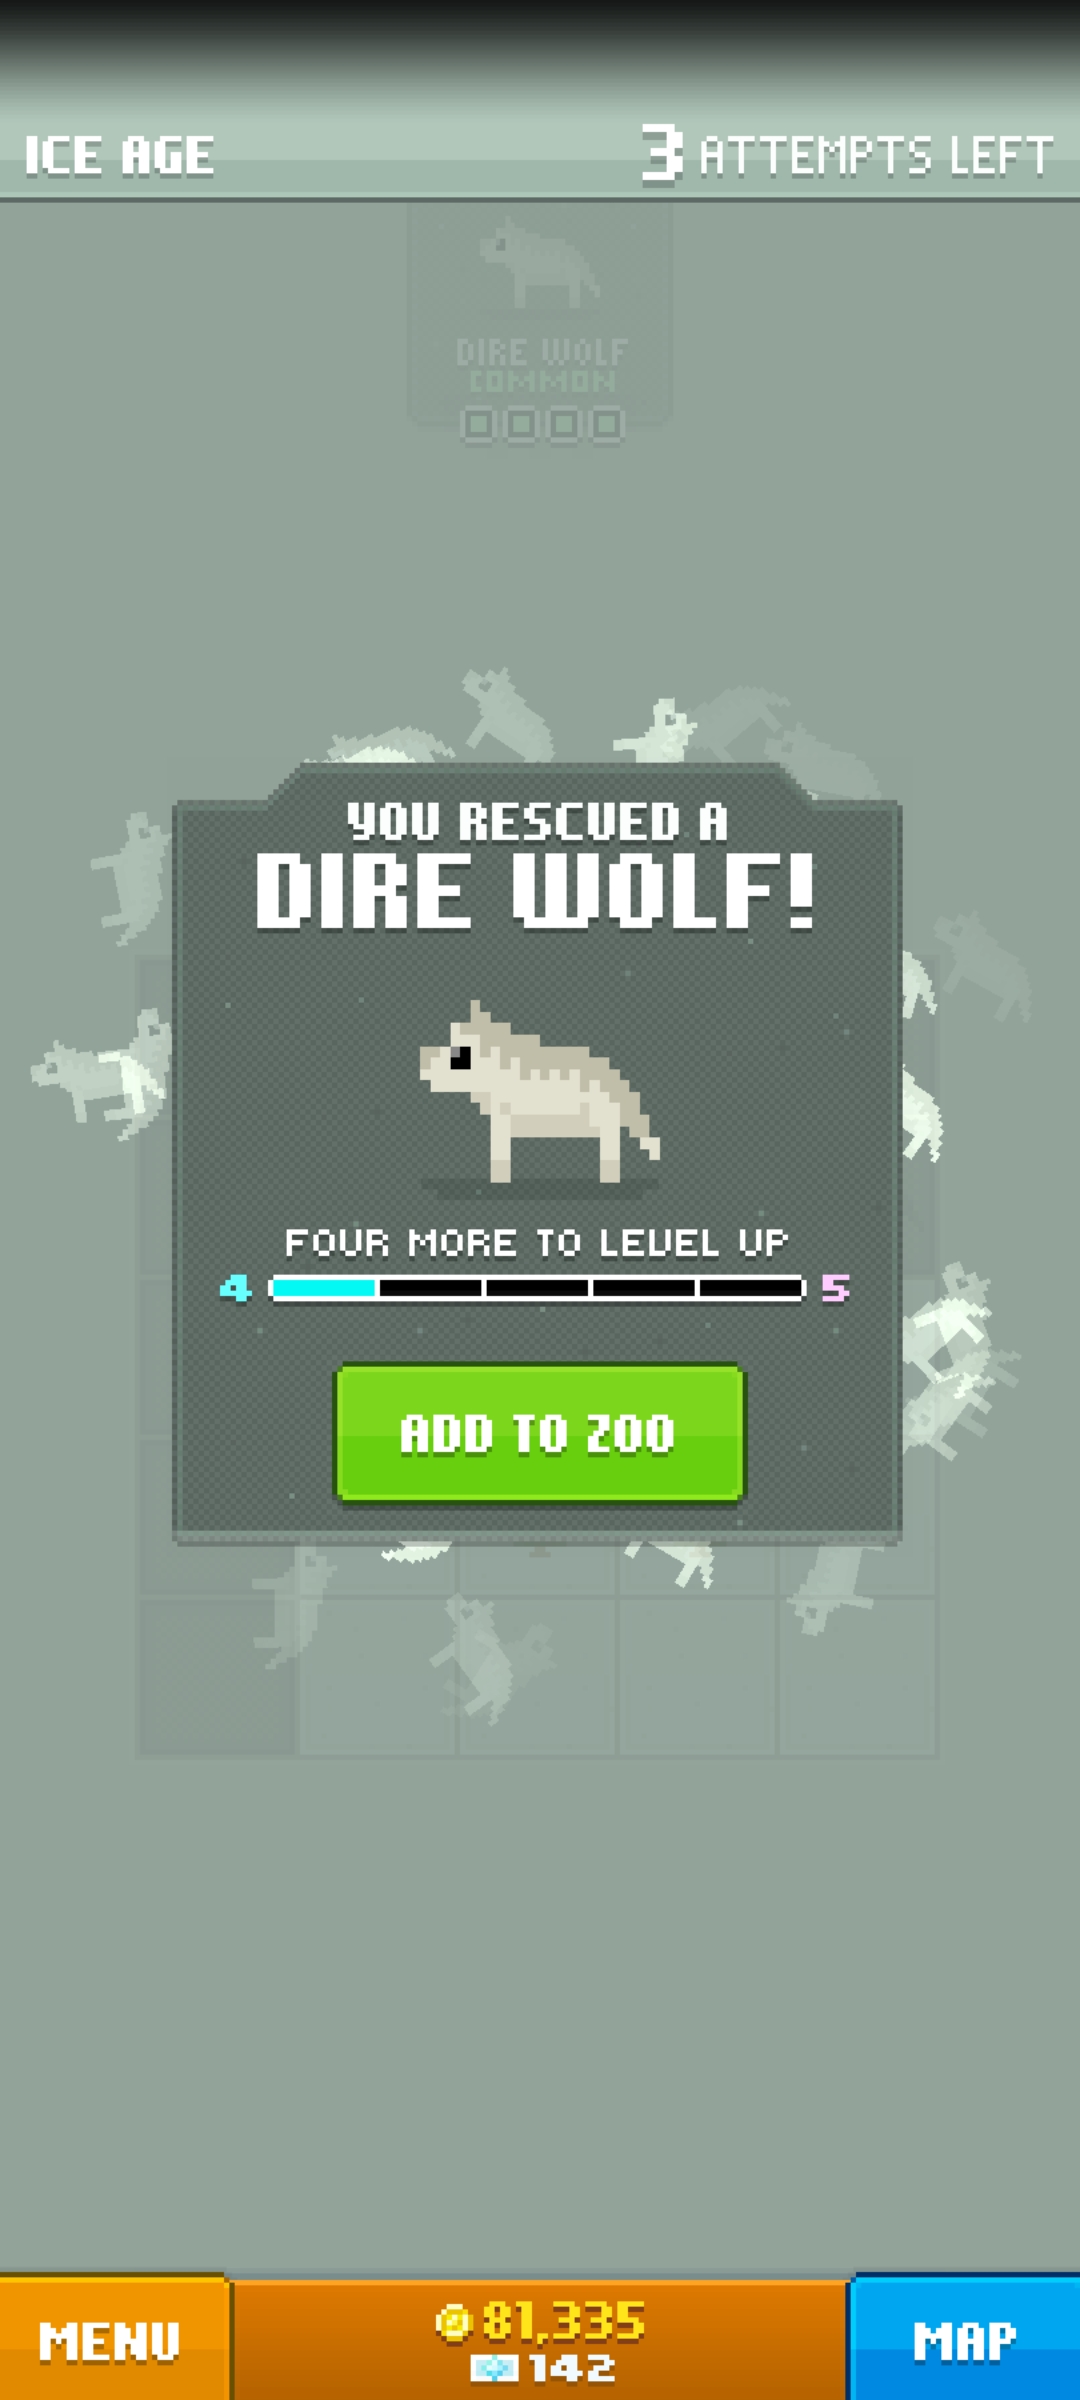 ICE AGE
3 ATTEMPTS LEFT
DIRE WOLF
COMMON
YOU RESCUED A
DIRE WOLF!
FOUR MORE TO LEVEL UP
4 5
ADD TO ZOO
MENU
81,335
142
MAP